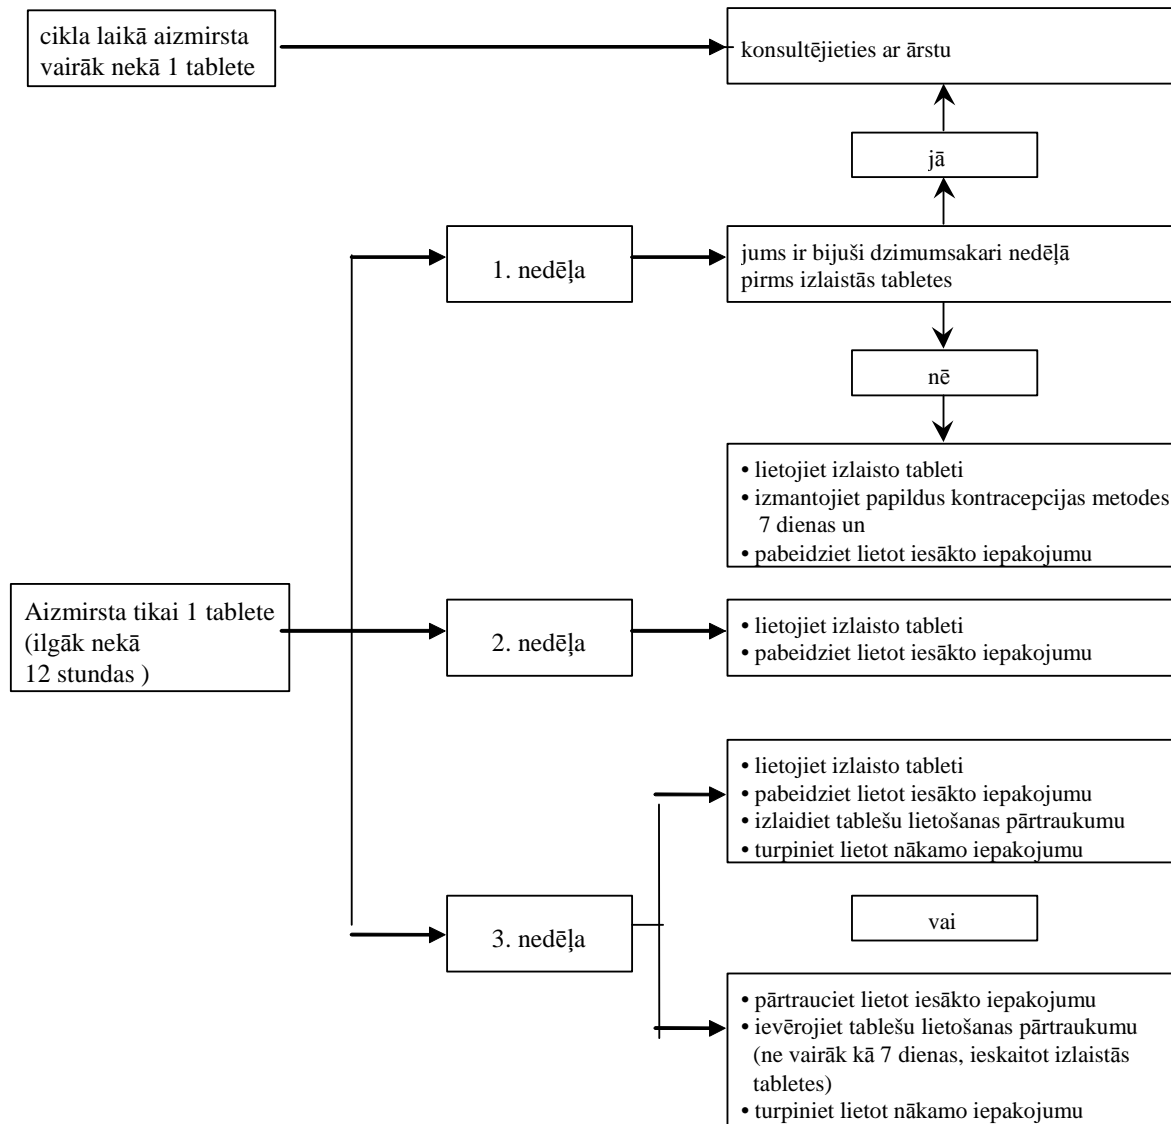 cikla laikā aizmirsta
vairāk nekā 1 tablete
konsultējieties ar ārstu
jā
1. nedēļa
jums ir bijuši dzimumsakari nedēļā
pirms izlaistās tabletes
nē
• lietojiet izlaisto tableti
• izmantojiet papildus kontracepcijas metodes
7 dienas un
• pabeidziet lietot iesākto iepakojumu
Aizmirsta tikai 1 tablete
(ilgāk nekā
12 stundas )
2. nedēļa
• lietojiet izlaisto tableti
• pabeidziet lietot iesākto iepakojumu
3. nedēļa
• lietojiet izlaisto tableti
• pabeidziet lietot iesākto iepakojumu
• izlaidiet tablešu lietošanas pārtraukumu
• turpiniet lietot nākamo iepakojumu
vai
• pārtrauciet lietot iesākto iepakojumu
• ievērojiet tablešu lietošanas pārtraukumu
(ne vairāk kā 7 dienas, ieskaitot izlaistās
tabletes)
• turpiniet lietot nākamo iepakojumu